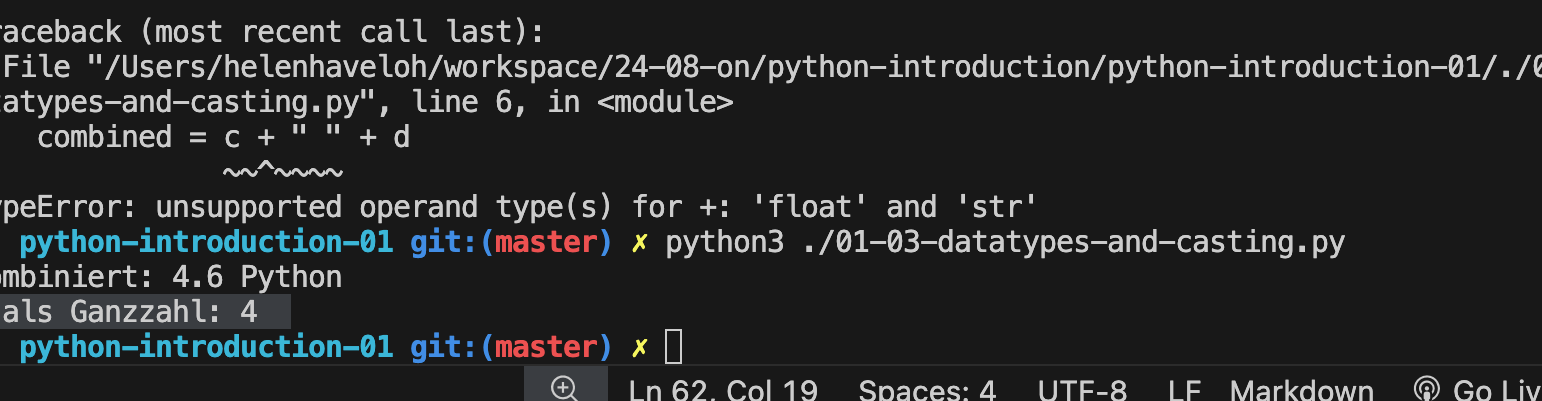 raceback (most recent call last):
File "/Users/helenhaveloh/workspace/24-08-on/python-introduction/python-introduction-01/./0
tatypes-and-casting.py", line 6, in <module>
combined = c + " " + d
~~^~~~~
ypeError: unsupported operand type(s) for +: 'float' and 'str'
python-introduction-01 git:(master) ✗ python3 ./01-03-datatypes-and-casting.py
ombiniert: 4.6 Python
als Ganzzahl: 4
python-introduction-01 git:(master) ✗
Ln 62, Col 19 Spaces: 4 UTF-8 LF Markdown Go Liv